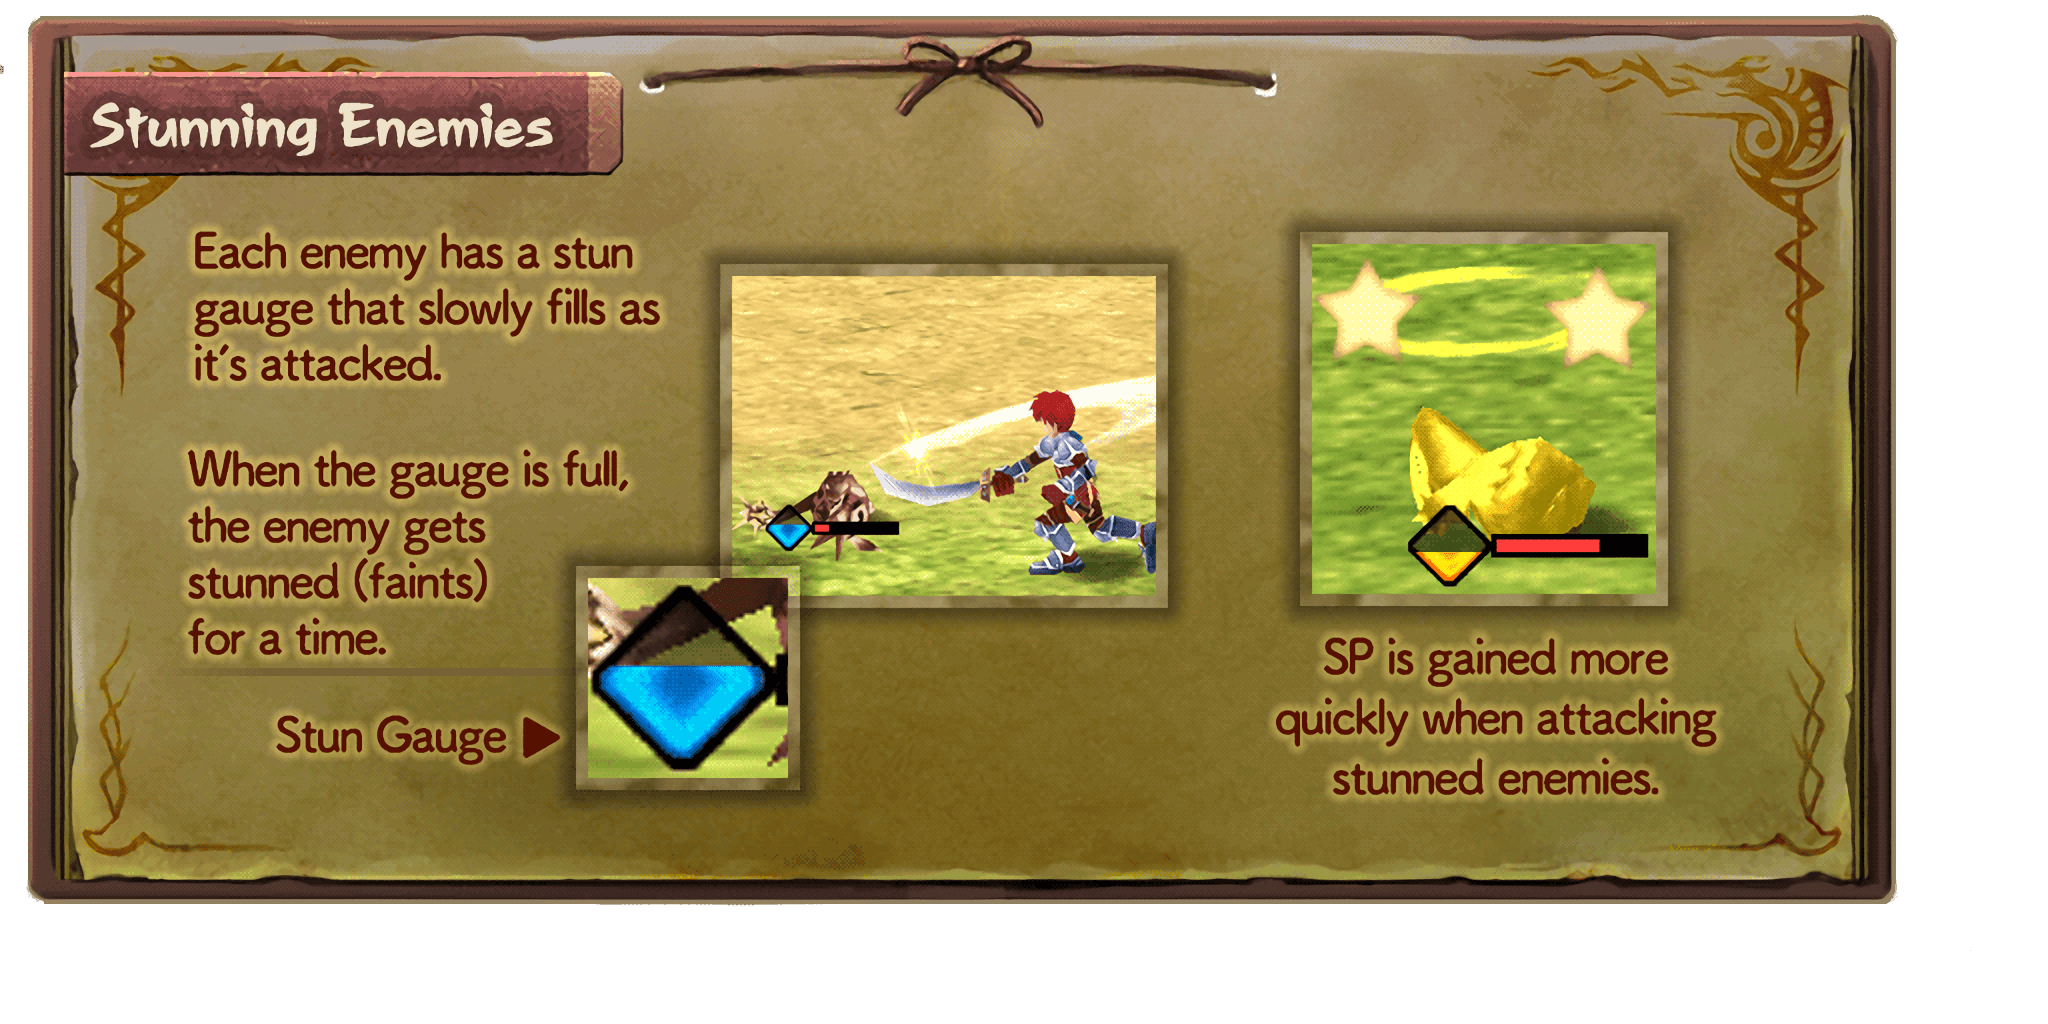 Stunning Enemies
Each enemy has a stun
gauge that slowly fills as
it's attacked.
When the gauge is full,
the enemy gets
stunned (faints)
for a time.
Stun Gauge ▶
SP is gained more
quickly when attacking
stunned enemies.